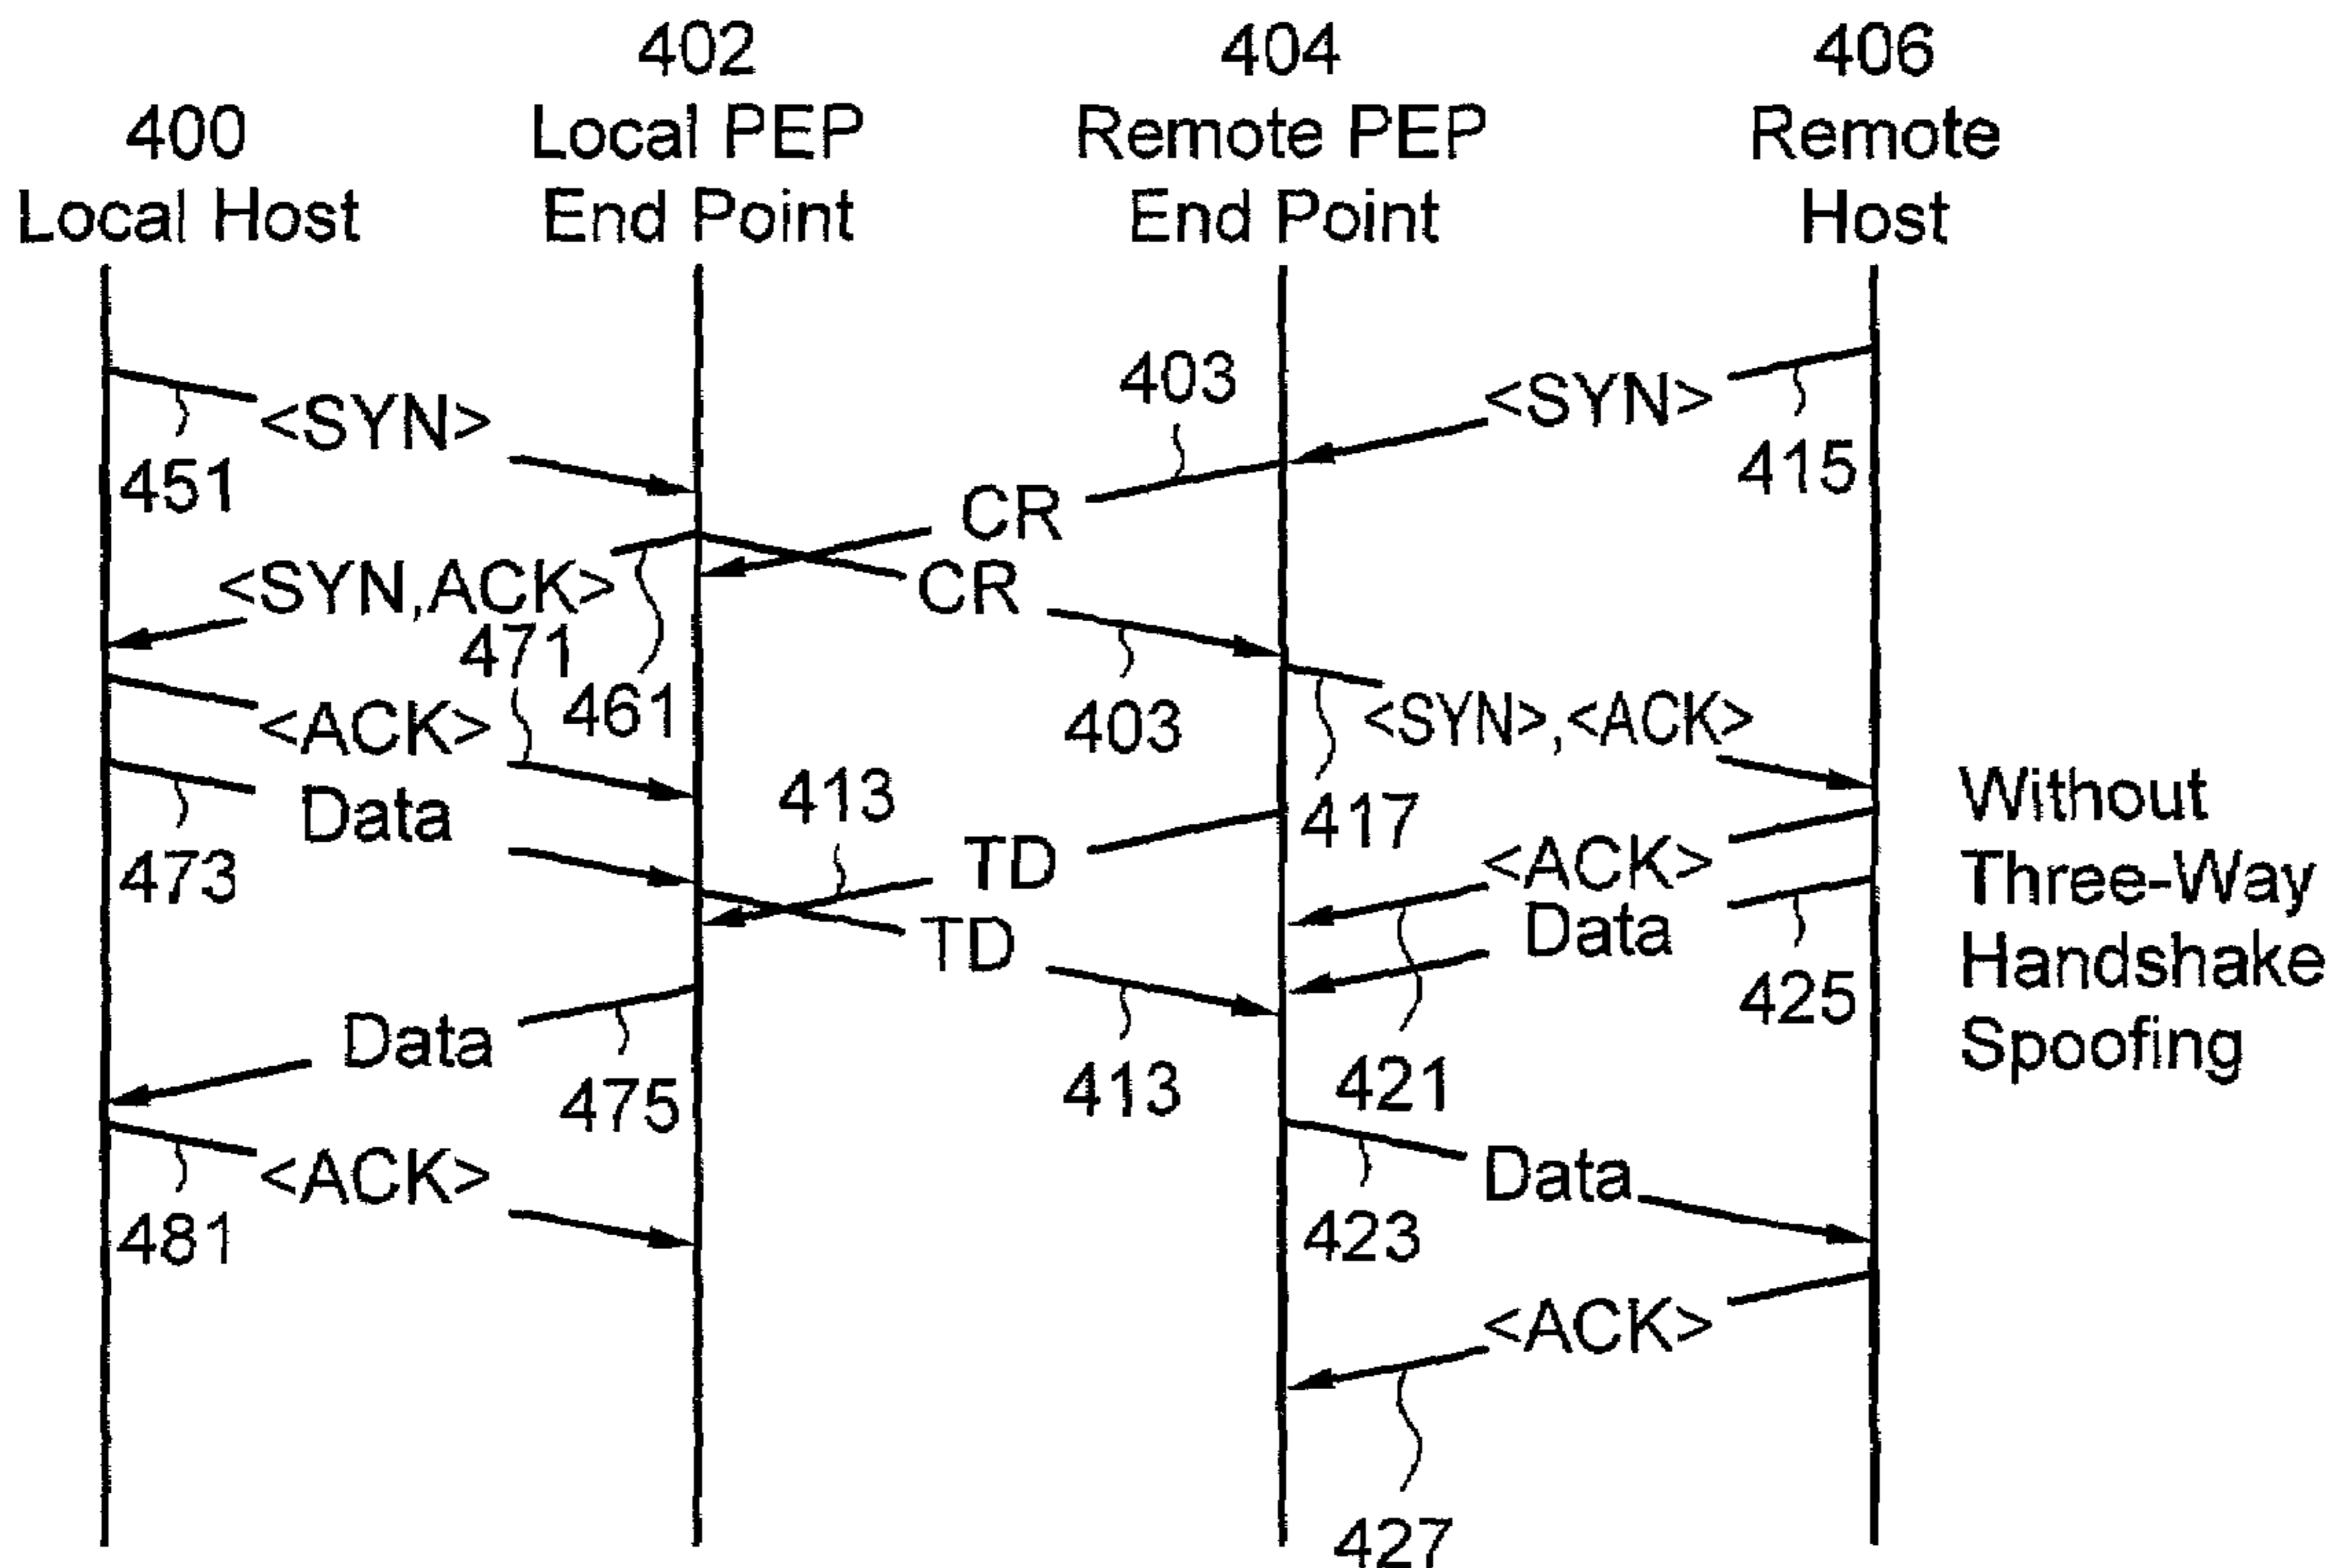 400
Local Host
402
Local PEP
End Point
404
Remote PEP
End Point
406
Remote
Host
403
<SYN>
<SYN>
451
415
CR
CR
<SYN,ACK>
471
461
403
<SYN>,<ACK>
<ACK>
413
Data
417
473
TD
<ACK>
TD
Data
425
Without
Three-Way
Handshake
Spoofing
Data
475
413
421
<ACK>
481
Data
423
<ACK>
427